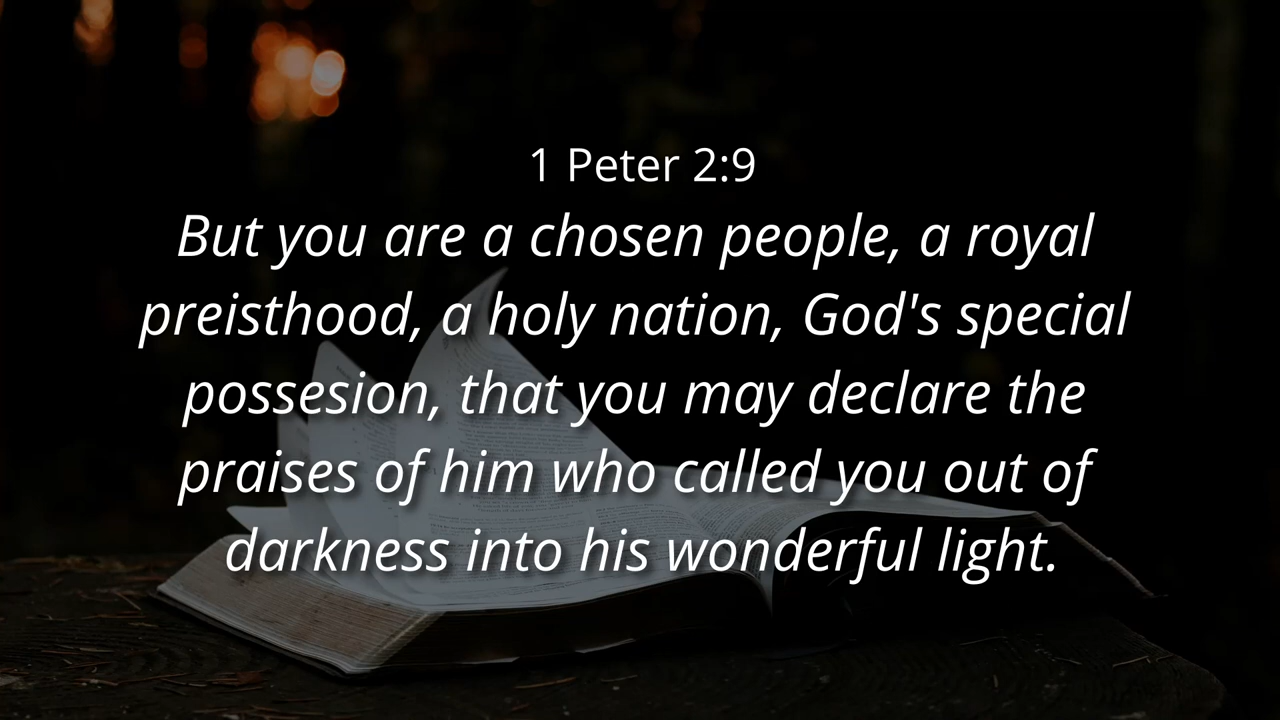 1 Peter 2:9
But you are a chosen people, a royal
preisthood, a holy nation, God's special
possesion, that you may declare the
praises of him who called you out of
darkness into his wonderful light.